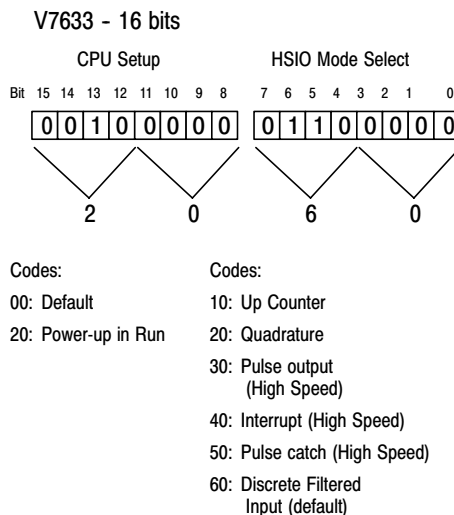 V7633 - 16 bits
CPU Setup HSIO Mode Select
Bit 15 14 13 12 11 10 9 8 7 6 5 4 3 2 1 0
0 0 1 0 0 0 0 0 0 1 1 0 0 0 0 0
2 0 6 0
Codes: Codes:
00: Default 10: Up Counter
20: Power-up in Run 20: Quadrature
30: Pulse output
(High Speed)
40: Interrupt (High Speed)
50: Pulse catch (High Speed)
60: Discrete Filtered
Input (default)